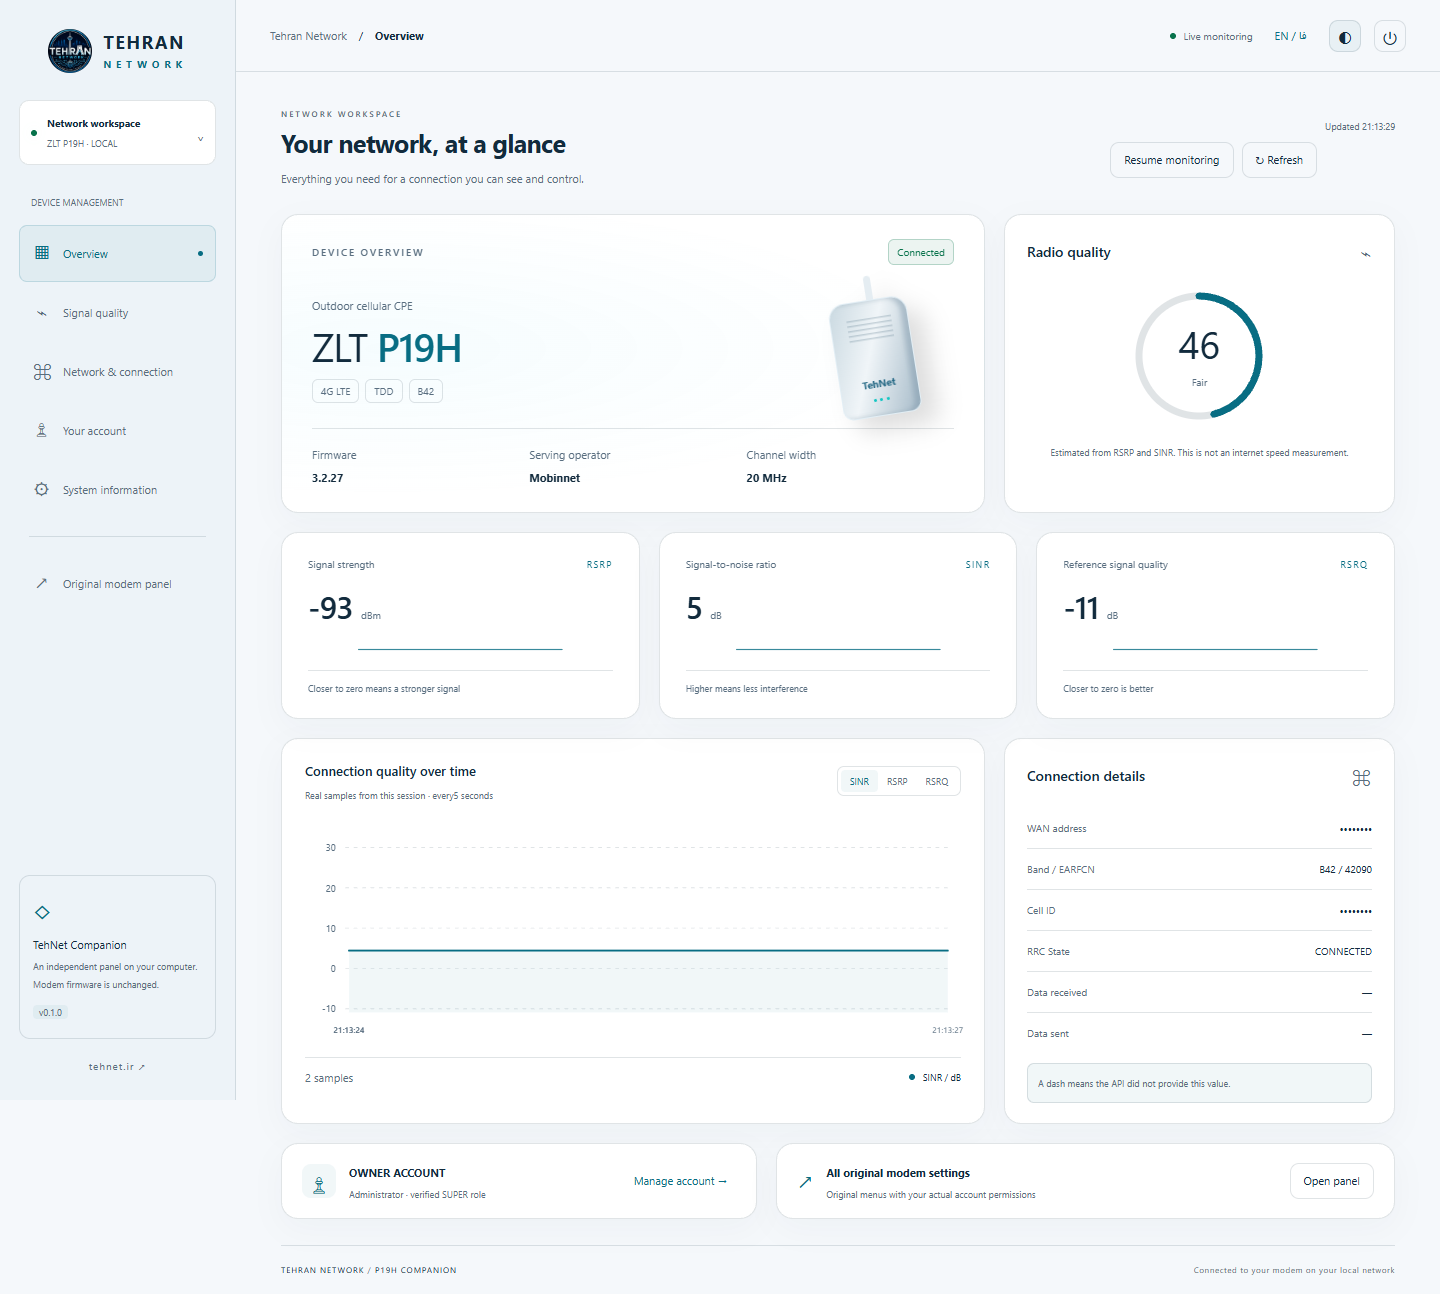 TEHRAN
NETWORK
TEHRAN
NETWORK
Network workspace
ZLT P19H · LOCAL
DEVICE MANAGEMENT
Overview
Signal quality
Network & connection
Your account
System information
Original modem panel
TehNet Companion
An independent panel on your computer.
Modem firmware is unchanged.
v0.1.0
tehnet.ir ↗
Tehran Network / Overview
Live monitoring
EN / فا
NETWORK WORKSPACE
Your network, at a glance
Everything you need for a connection you can see and control.
Updated 21:13:29
Resume monitoring
↻ Refresh
DEVICE OVERVIEW
Connected
Outdoor cellular CPE
ZLT P19H
4G LTE TDD B42
TehNet
Firmware
3.2.27
Serving operator
Mobinnet
Channel width
20 MHz
Radio quality
46
Fair
Estimated from RSRP and SINR. This is not an internet speed measurement.
Signal strength RSRP
-93 dBm
Closer to zero means a stronger signal
Signal-to-noise ratio SINR
5 dB
Higher means less interference
Reference signal quality RSRQ
-11 dB
Closer to zero is better
Connection quality over time
Real samples from this session · every5 seconds
SINR RSRP RSRQ
30
20
10
0
-10
21:13:24 21:13:27
2 samples
SINR / dB
Connection details
WAN address ••••••••
Band / EARFCN B42 / 42090
Cell ID ••••••••
RRC State CONNECTED
Data received —
Data sent —
A dash means the API did not provide this value.
OWNER ACCOUNT
Administrator · verified SUPER role
Manage account →
All original modem settings
Original menus with your actual account permissions
Open panel
TEHRAN NETWORK / P19H COMPANION
Connected to your modem on your local network